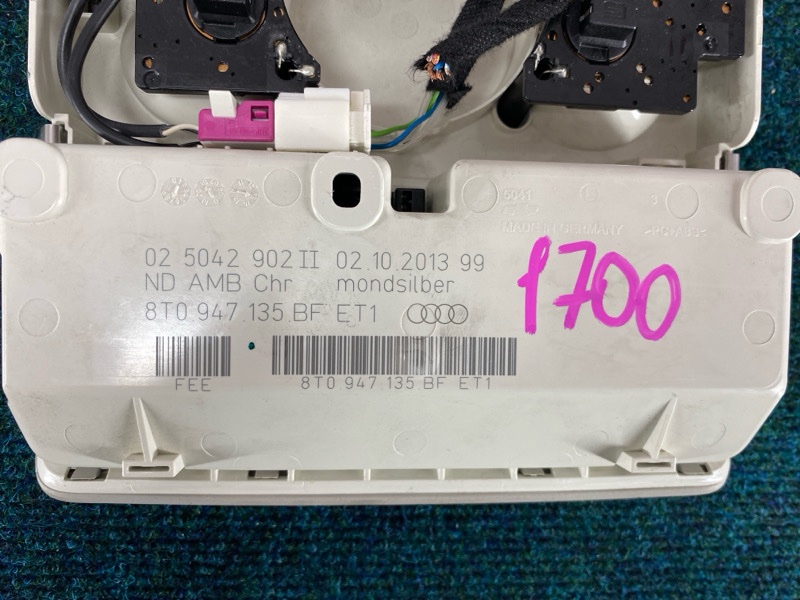 MADE IN GERMANY
02 5042 902 II 02.10.2013 99
ND AMB Chr. mondsilber
8T0 947.135.BF ET1
1700
FEE
8T0 947.135.BF ET1